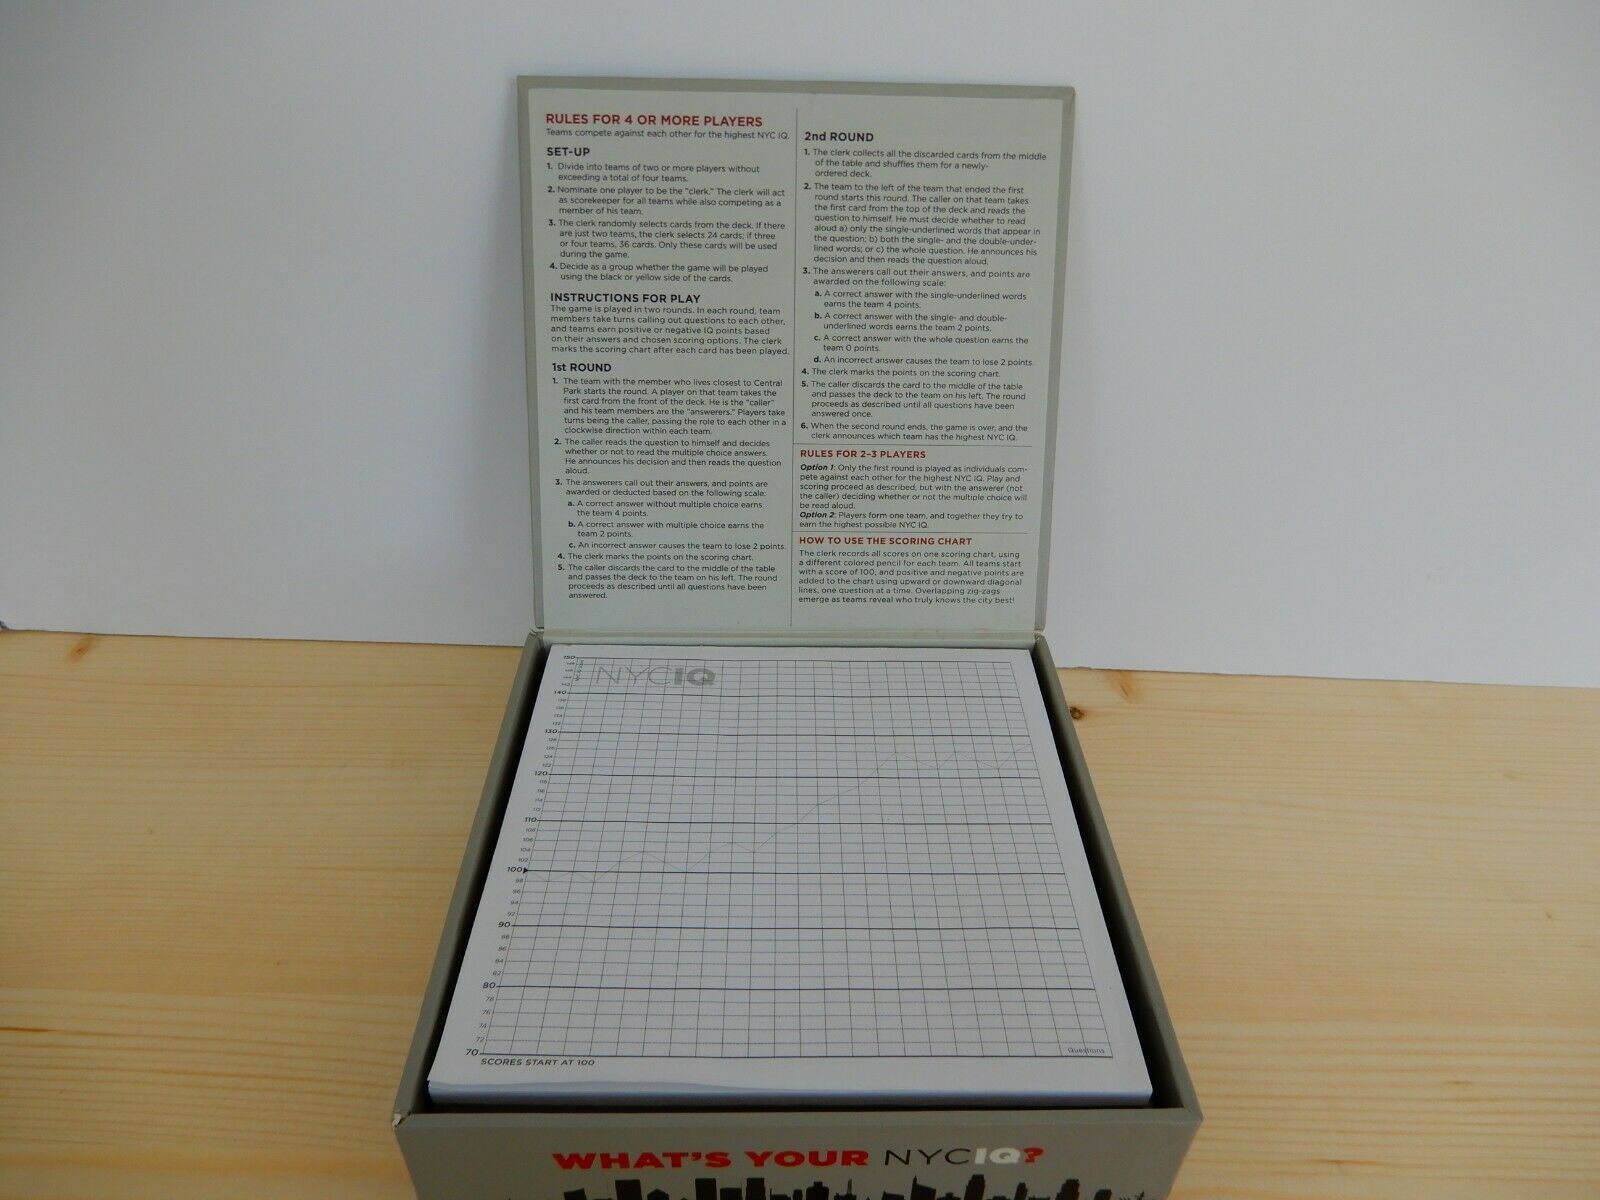 RULES FOR 4 OR MORE PLAYERS
Teams compete against each other for the highest NYC IQ.
SET-UP
1. Divide into teams of two or more players without
exceeding a total of four teams.
2. Nominate one player to be the "clerk." The clerk will act
as scorekeeper for all teams while also competing as a
member of his team.
3. The clerk randomly selects cards from the deck. If there
are just two teams, the clerk selects 24 cards; if three
or four teams, 36 cards. Only these cards will be used
during the game.
4. Decide as a group whether the game will be played
using the black or yellow side of the cards.
INSTRUCTIONS FOR PLAY
The game is played in two rounds. In each round, team
members take turns calling out questions to each other,
and teams earn positive or negative IQ points based
on their answers and chosen scoring options. The clerk
marks the scoring chart after each card has been played.
1st ROUND
1. The team with the member who lives closest to Central
Park starts the round. A player on that team takes the
first card from the front of the deck. He is the "caller"
and his team members are the "answerers." Players take
turns being the caller, passing the role to each other in a
clockwise direction within each team.
2. The caller reads the question to himself and decides
whether or not to read the multiple choice answers.
He announces his decision and then reads the question
aloud.
3. The answerers call out their answers, and points are
awarded or deducted based on the following scale:
a. A correct answer without multiple choice earns
the team 4 points.
b. A correct answer with multiple choice earns the
team 2 points.
c. An incorrect answer causes the team to lose 2 points.
4. The clerk marks the points on the scoring chart.
5. The caller discards the card to the middle of the table
and passes the deck to the team on his left. The round
proceeds as described until all questions have been
answered.
2nd ROUND
1. The clerk collects all the discarded cards from the middle
of the table and shuffles them for a newly-
ordered deck.
2. The team to the left of the team that ended the first
round starts this round. The caller on that team takes
the first card from the top of the deck and reads the
question to himself. He must decide whether to read
aloud a) only the single-underlined words that appear in
the question; b) both the single- and the double-under-
lined words; or c) the whole question. He announces his
decision and then reads the question aloud.
3. The answerers call out their answers, and points are
awarded on the following scale:
a. A correct answer with the single-underlined words
earns the team 4 points.
b. A correct answer with the single- and double-
underlined words earns the team 2 points.
c. A correct answer with the whole question earns the
team 0 points.
d. An incorrect answer causes the team to lose 2 points.
4. The clerk marks the points on the scoring chart.
5. The caller discards the card to the middle of the table
and passes the deck to the team on his left. The round
proceeds as described until all questions have been
answered once.
6. When the second round ends, the game is over, and the
clerk announces which team has the highest NYC IQ.
RULES FOR 2-3 PLAYERS
Option 1: Only the first round is played as individuals com-
pete against each other for the highest NYC IQ. Play and
scoring proceed as described, but with the answerer (not
the caller) deciding whether or not the multiple choice will
be read aloud.
Option 2: Players form one team, and together they try to
earn the highest possible NYC IQ.
HOW TO USE THE SCORING CHART
The clerk records all scores on one scoring chart, using
a different colored pencil for each team. All teams start
with a score of 100, and positive and negative points are
added to the chart using upward or downward diagonal
lines, one question at a time. Overlapping zig-zags
emerge as teams reveal who truly knows the city best!
NYCIQ
150
148
146
144
142
140
138
136
134
132
130
128
126
124
122
120
118
116
114
112
110
108
106
104
102
100
98
96
94
92
90
88
86
84
82
80
78
76
74
72
70
Questions
SCORES START AT 100
WHAT'S YOUR NYCIQ?